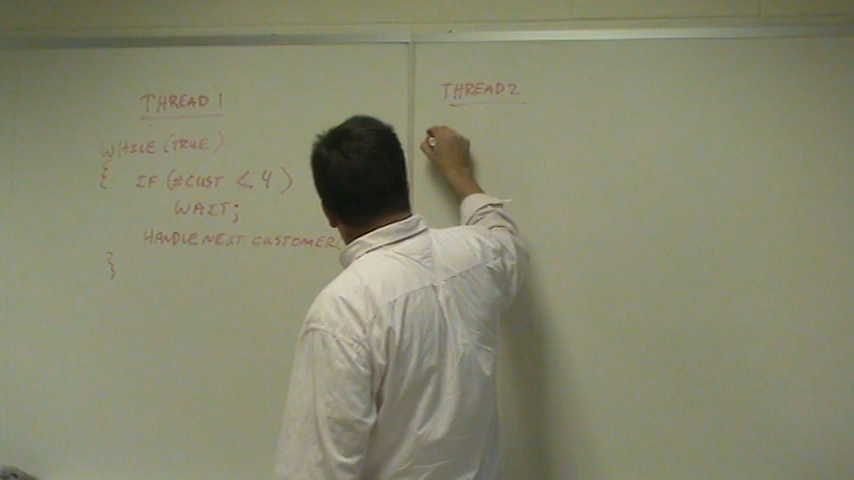 THREAD 1
WHILE (TRUE)
{ IF (#CUST < 4)
WAIT;
HANDLE NEXT CUSTOMER(
}
THREAD 2